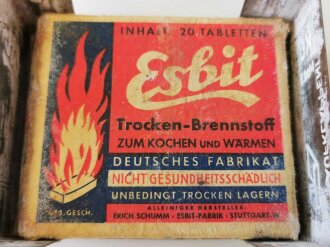 INHALT: 20 TABLETTEN
Esbit
Trocken-Brennstoff
ZUM KOCHEN UND WÄRMEN
DEUTSCHES FABRIKAT
NICHT GESUNDHEITSSCHÄDLICH
UNBEDINGT TROCKEN LAGERN
GES. GESCH.
ALLEINIGER HERSTELLER:
ERICH SCHUMM · ESBIT-FABRIK · STUTTGART-W